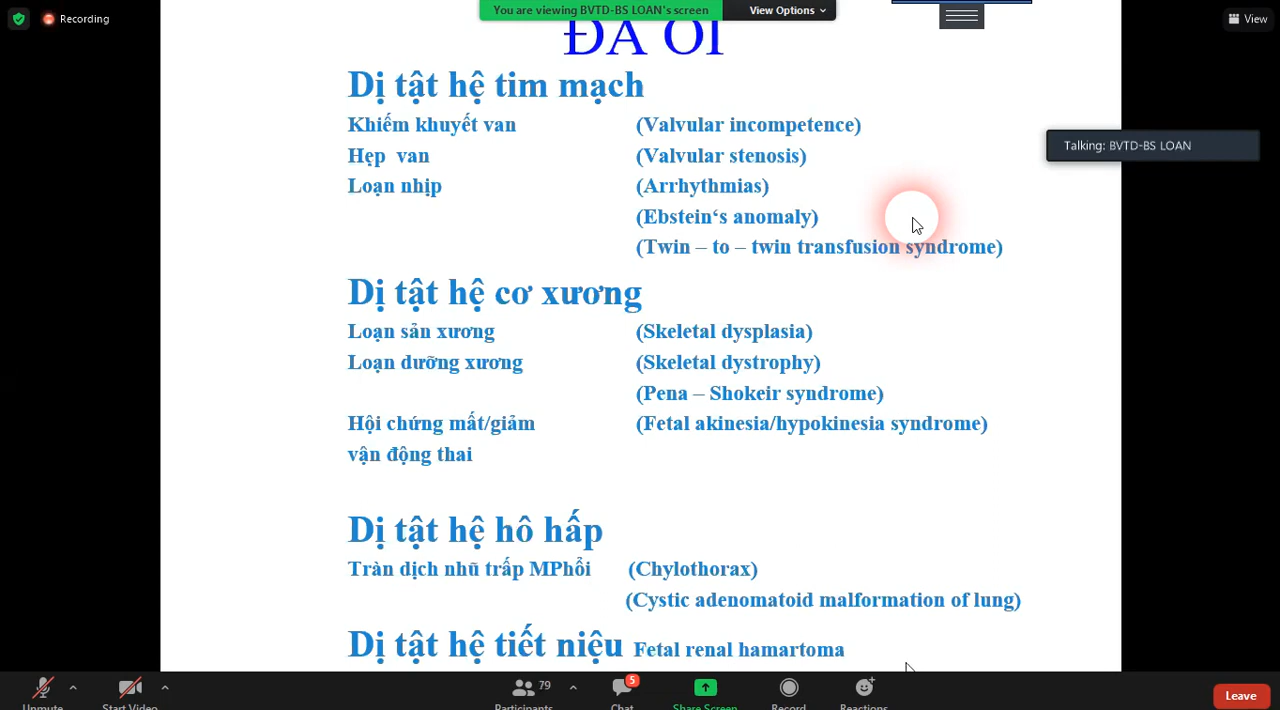 You are viewing BVTD-BS LOAN's screen View Options
Recording
View
ĐA ỐI
Dị tật hệ tim mạch
Khiếm khuyết van (Valvular incompetence)
Talking: BVTD-BS LOAN
Hẹp van (Valvular stenosis)
Loạn nhịp (Arrhythmias)
(Ebstein‘s anomaly)
(Twin – to – twin transfusion syndrome)
Dị tật hệ cơ xương
Loạn sản xương (Skeletal dysplasia)
Loạn dưỡng xương (Skeletal dystrophy)
(Pena – Shokeir syndrome)
Hội chứng mất/giảm (Fetal akinesia/hypokinesia syndrome)
vận động thai
Dị tật hệ hô hấp
Tràn dịch nhũ trấp MPhổi (Chylothorax)
(Cystic adenomatoid malformation of lung)
Dị tật hệ tiết niệu Fetal renal hamartoma
79 5
Unmute Start Video Participants Chat Share Screen Record Reactions Leave